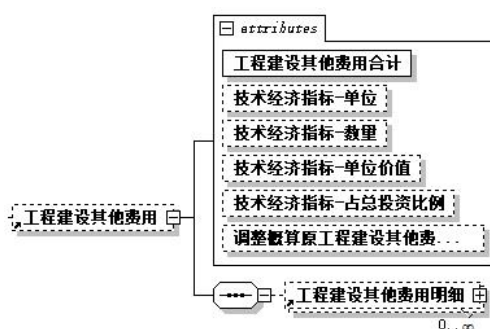 attributes
工程建设其他费用合计
技术经济指标-单位
技术经济指标-数量
技术经济指标-单位价值
技术经济指标-占总投资比例
调整概算原工程建设其他费...
工程建设其他费用
工程建设其他费用明细
0..∞